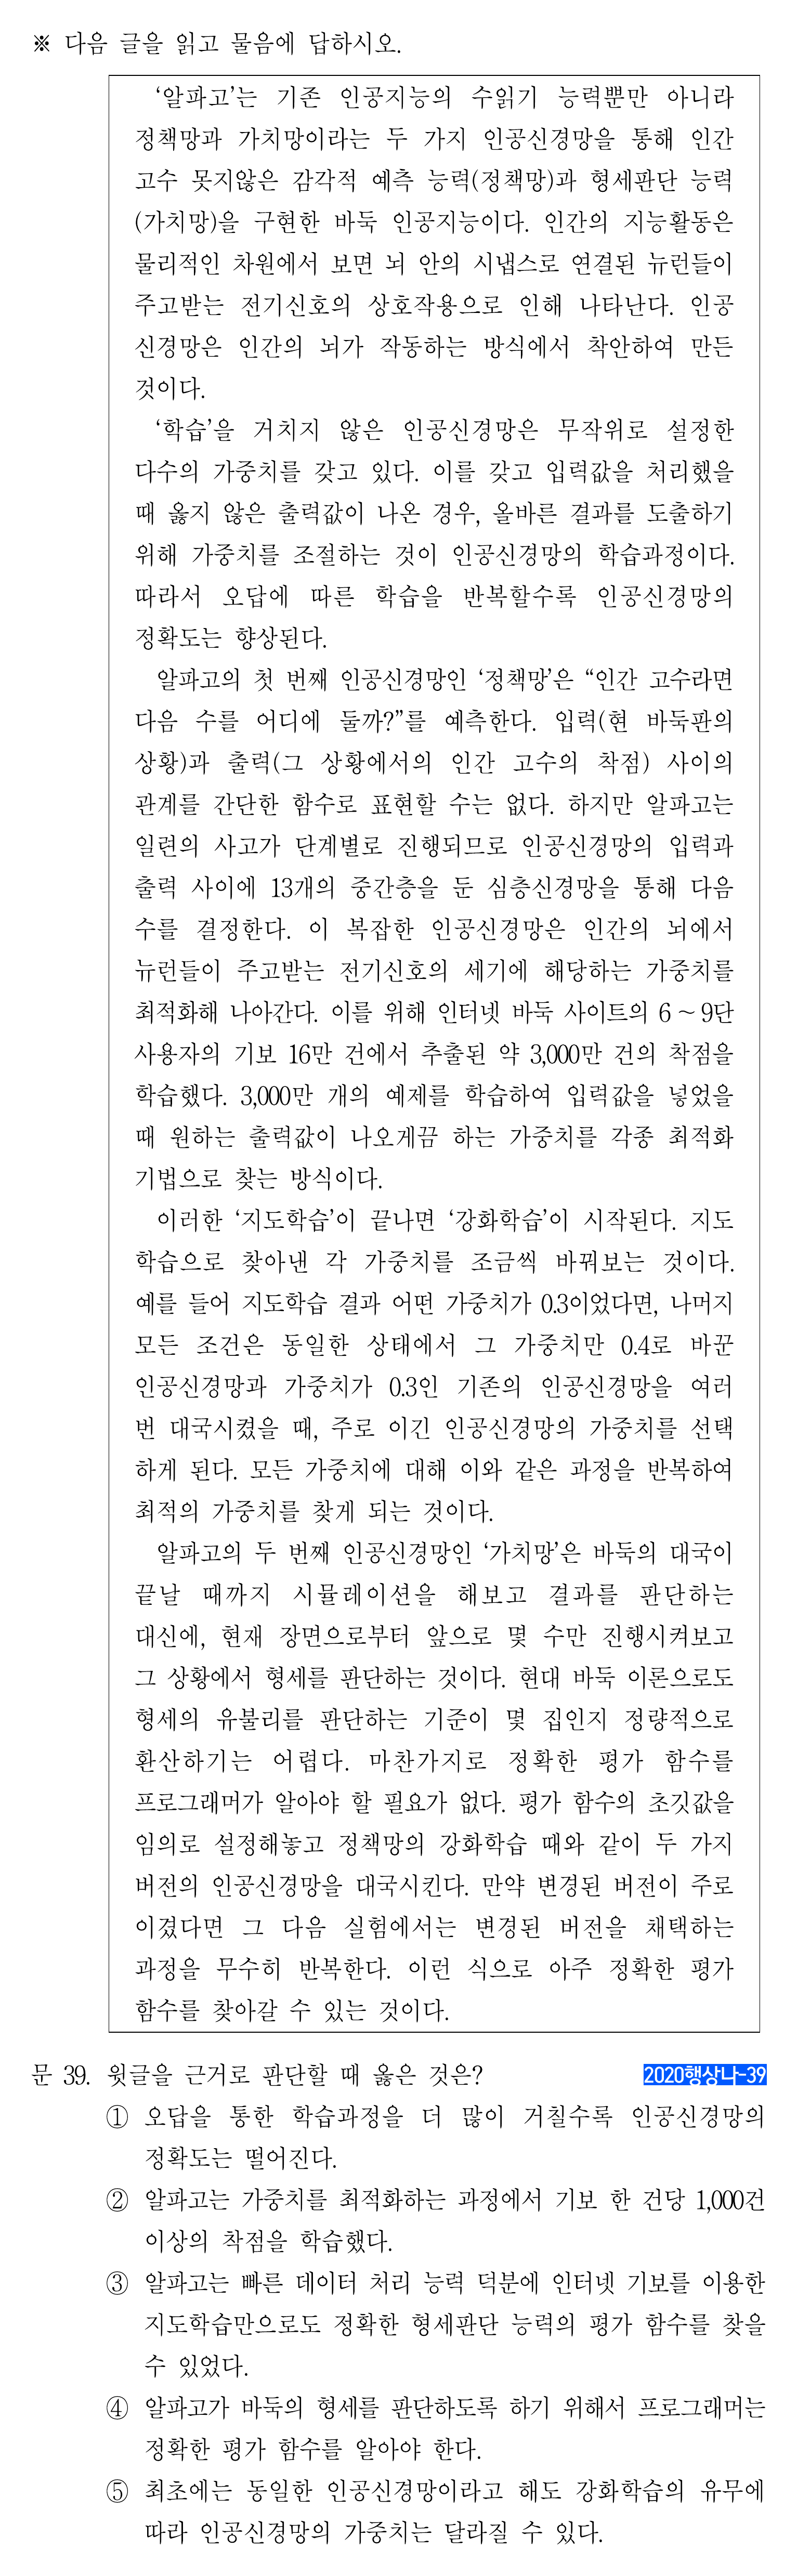 ※ 다음 글을 읽고 물음에 답하시오.
‘알파고’는 기존 인공지능의 수읽기 능력뿐만 아니라
정책망과 가치망이라는 두 가지 인공신경망을 통해 인간
고수 못지않은 감각적 예측 능력(정책망)과 형세판단 능력
(가치망)을 구현한 바둑 인공지능이다. 인간의 지능활동은
물리적인 차원에서 보면 뇌 안의 시냅스로 연결된 뉴런들이
주고받는 전기신호의 상호작용으로 인해 나타난다. 인공
신경망은 인간의 뇌가 작동하는 방식에서 착안하여 만든
것이다.
‘학습’을 거치지 않은 인공신경망은 무작위로 설정한
다수의 가중치를 갖고 있다. 이를 갖고 입력값을 처리했을
때 옳지 않은 출력값이 나온 경우, 올바른 결과를 도출하기
위해 가중치를 조절하는 것이 인공신경망의 학습과정이다.
따라서 오답에 따른 학습을 반복할수록 인공신경망의
정확도는 향상된다.
알파고의 첫 번째 인공신경망인 ‘정책망’은 “인간 고수라면
다음 수를 어디에 둘까?”를 예측한다. 입력(현 바둑판의
상황)과 출력(그 상황에서의 인간 고수의 착점) 사이의
관계를 간단한 함수로 표현할 수는 없다. 하지만 알파고는
일련의 사고가 단계별로 진행되므로 인공신경망의 입력과
출력 사이에 13개의 중간층을 둔 심층신경망을 통해 다음
수를 결정한다. 이 복잡한 인공신경망은 인간의 뇌에서
뉴런들이 주고받는 전기신호의 세기에 해당하는 가중치를
최적화해 나아간다. 이를 위해 인터넷 바둑 사이트의 6 ~ 9단
사용자의 기보 16만 건에서 추출된 약 3,000만 건의 착점을
학습했다. 3,000만 개의 예제를 학습하여 입력값을 넣었을
때 원하는 출력값이 나오게끔 하는 가중치를 각종 최적화
기법으로 찾는 방식이다.
이러한 ‘지도학습’이 끝나면 ‘강화학습’이 시작된다. 지도
학습으로 찾아낸 각 가중치를 조금씩 바꿔보는 것이다.
예를 들어 지도학습 결과 어떤 가중치가 0.3이었다면, 나머지
모든 조건은 동일한 상태에서 그 가중치만 0.4로 바꾼
인공신경망과 가중치가 0.3인 기존의 인공신경망을 여러
번 대국시켰을 때, 주로 이긴 인공신경망의 가중치를 선택
하게 된다. 모든 가중치에 대해 이와 같은 과정을 반복하여
최적의 가중치를 찾게 되는 것이다.
알파고의 두 번째 인공신경망인 ‘가치망’은 바둑의 대국이
끝날 때까지 시뮬레이션을 해보고 결과를 판단하는
대신에, 현재 장면으로부터 앞으로 몇 수만 진행시켜보고
그 상황에서 형세를 판단하는 것이다. 현대 바둑 이론으로도
형세의 유불리를 판단하는 기준이 몇 집인지 정량적으로
환산하기는 어렵다. 마찬가지로 정확한 평가 함수를
프로그래머가 알아야 할 필요가 없다. 평가 함수의 초깃값을
임의로 설정해놓고 정책망의 강화학습 때와 같이 두 가지
버전의 인공신경망을 대국시킨다. 만약 변경된 버전이 주로
이겼다면 그 다음 실험에서는 변경된 버전을 채택하는
과정을 무수히 반복한다. 이런 식으로 아주 정확한 평가
함수를 찾아갈 수 있는 것이다.
문 39. 윗글을 근거로 판단할 때 옳은 것은? 2020행상나-39
① 오답을 통한 학습과정을 더 많이 거칠수록 인공신경망의
정확도는 떨어진다.
② 알파고는 가중치를 최적화하는 과정에서 기보 한 건당 1,000건
이상의 착점을 학습했다.
③ 알파고는 빠른 데이터 처리 능력 덕분에 인터넷 기보를 이용한
지도학습만으로도 정확한 형세판단 능력의 평가 함수를 찾을
수 있었다.
④ 알파고가 바둑의 형세를 판단하도록 하기 위해서 프로그래머는
정확한 평가 함수를 알아야 한다.
⑤ 최초에는 동일한 인공신경망이라고 해도 강화학습의 유무에
따라 인공신경망의 가중치는 달라질 수 있다.